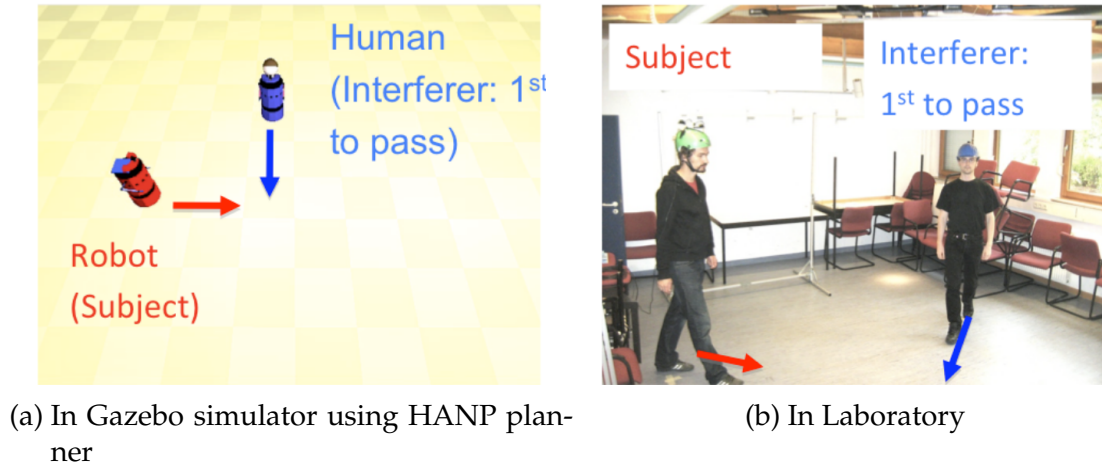 Human
(Interferer: 1st
to pass)
Robot
(Subject)
Subject
Interferer:
1st to pass
(a) In Gazebo simulator using HANP plan-
ner
(b) In Laboratory